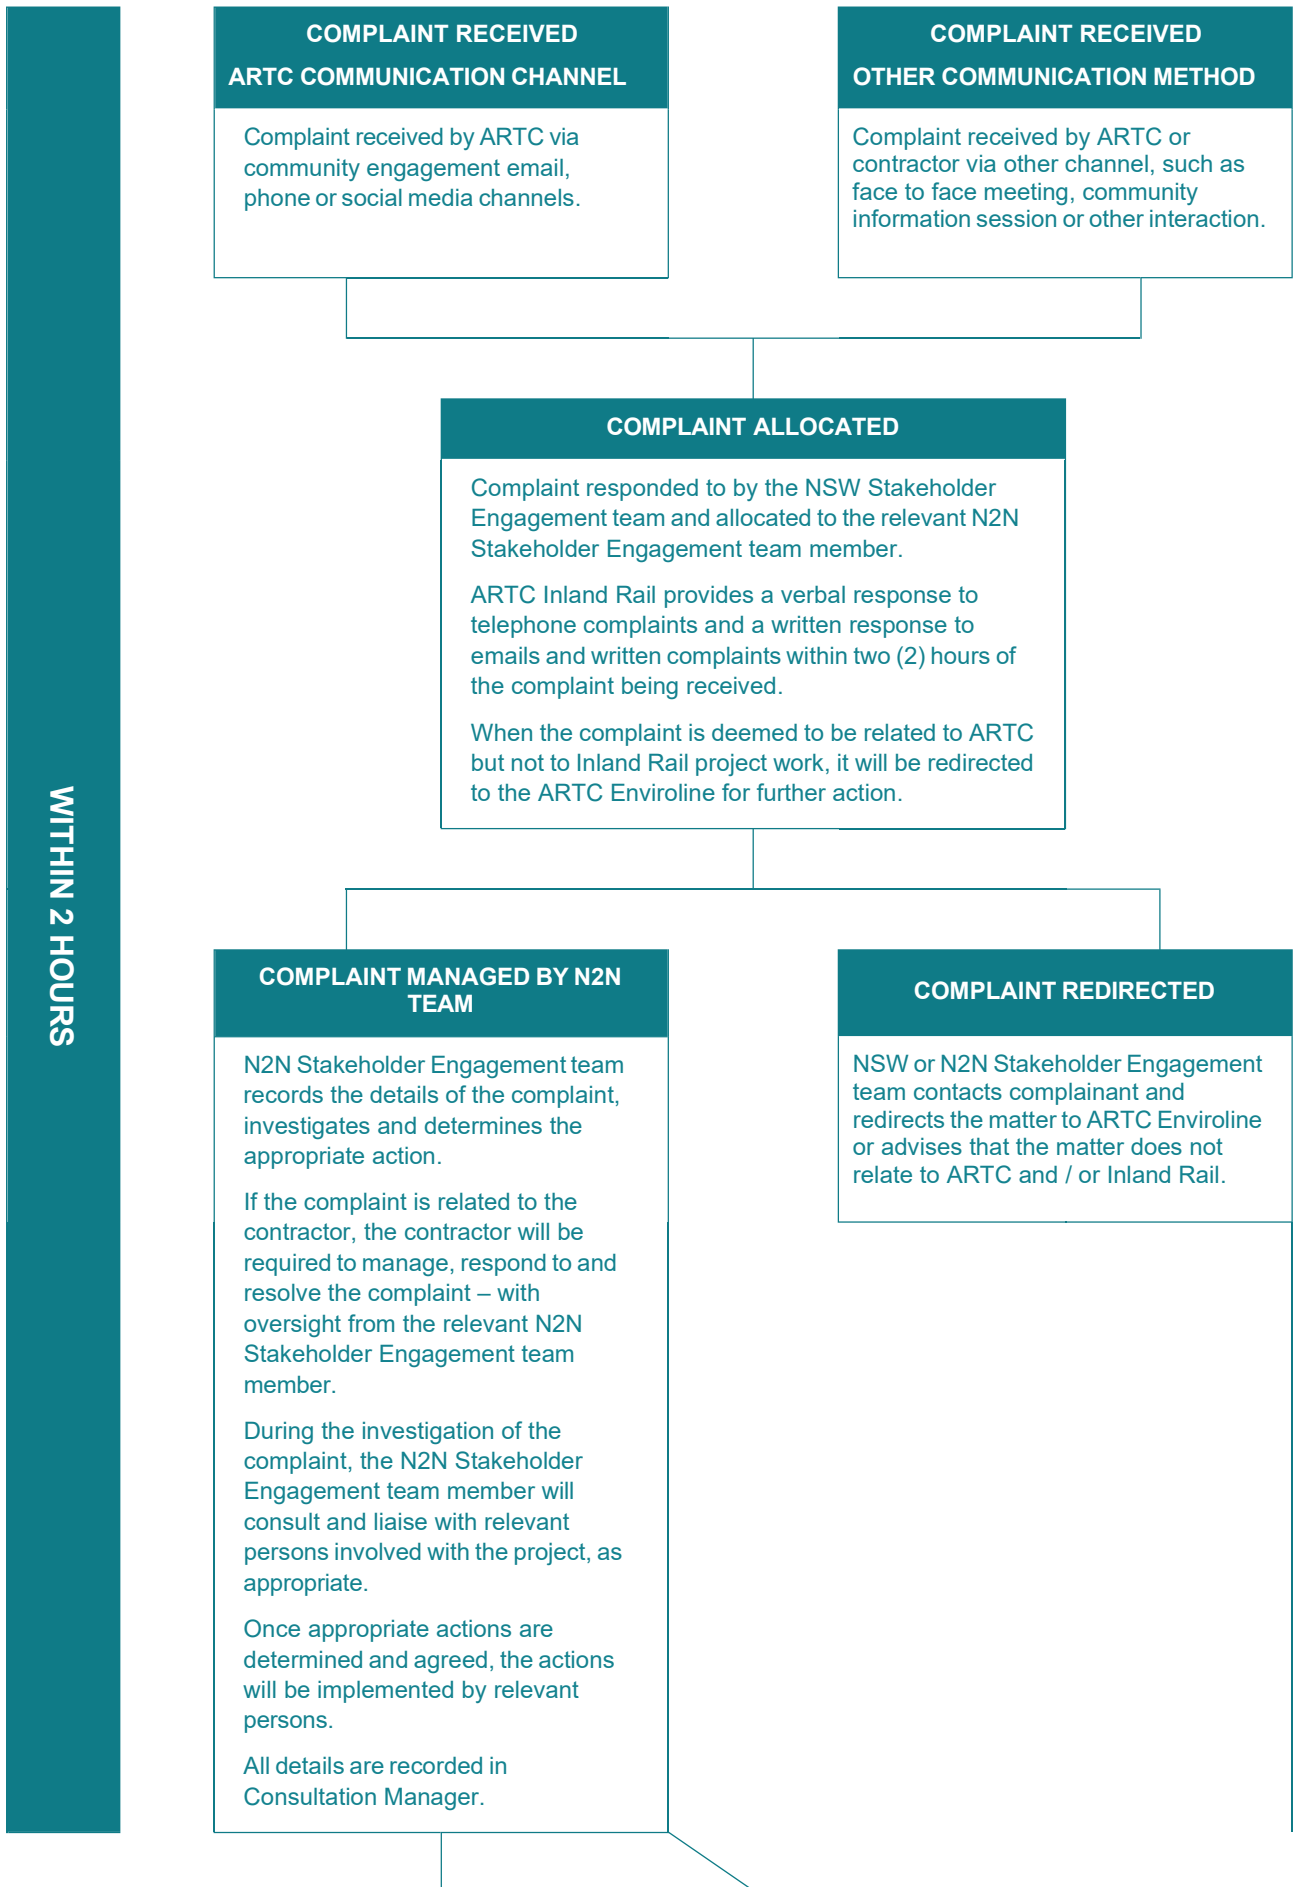 COMPLAINT RECEIVED
ARTC COMMUNICATION CHANNEL
Complaint received by ARTC via
community engagement email,
phone or social media channels.
COMPLAINT RECEIVED
OTHER COMMUNICATION METHOD
Complaint received by ARTC or
contractor via other channel, such as
face to face meeting, community
information session or other interaction.
COMPLAINT ALLOCATED
Complaint responded to by the NSW Stakeholder
Engagement team and allocated to the relevant N2N
Stakeholder Engagement team member.
ARTC Inland Rail provides a verbal response to
telephone complaints and a written response to
emails and written complaints within two (2) hours of
the complaint being received.
When the complaint is deemed to be related to ARTC
but not to Inland Rail project work, it will be redirected
to the ARTC Enviroline for further action.
WITHIN 2 HOURS
COMPLAINT MANAGED BY N2N
TEAM
N2N Stakeholder Engagement team
records the details of the complaint,
investigates and determines the
appropriate action.
If the complaint is related to the
contractor, the contractor will be
required to manage, respond to and
resolve the complaint – with
oversight from the relevant N2N
Stakeholder Engagement team
member.
During the investigation of the
complaint, the N2N Stakeholder
Engagement team member will
consult and liaise with relevant
persons involved with the project, as
appropriate.
Once appropriate actions are
determined and agreed, the actions
will be implemented by relevant
persons.
All details are recorded in
Consultation Manager.
COMPLAINT REDIRECTED
NSW or N2N Stakeholder Engagement
team contacts complainant and
redirects the matter to ARTC Enviroline
or advises that the matter does not
relate to ARTC and / or Inland Rail.